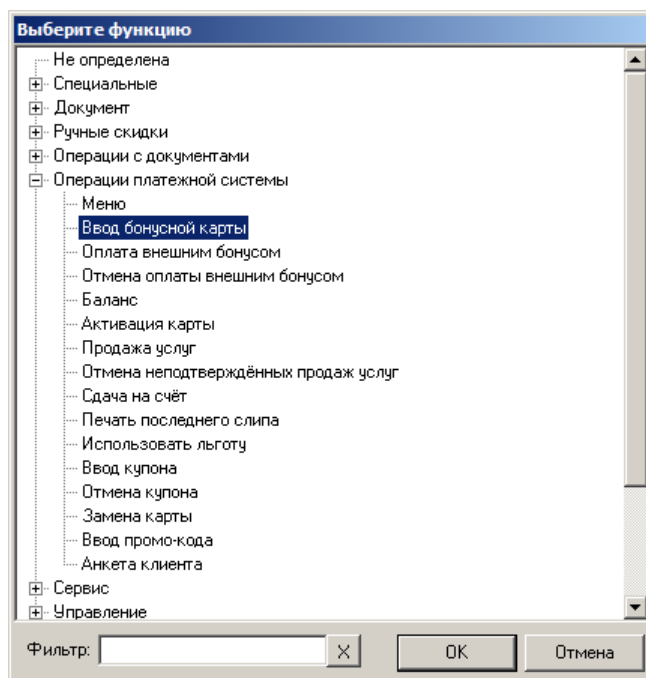 Выберите функцию
Не определена
Специальные
Документ
Ручные скидки
Операции с документами
Операции платежной системы
Меню
Ввод бонусной карты
Оплата внешним бонусом
Отмена оплаты внешним бонусом
Баланс
Активация карты
Продажа услуг
Отмена неподтверждённых продаж услуг
Сдача на счёт
Печать последнего слипа
Использовать льготу
Ввод купона
Отмена купона
Замена карты
Ввод промо-кода
Анкета клиента
Сервис
Управление
Фильтр: X OK Отмена